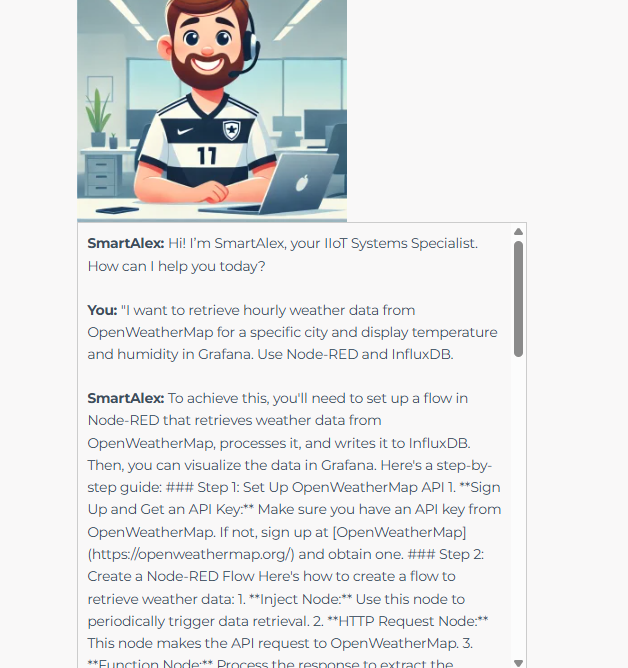 11
SmartAlex: Hi! I'm SmartAlex, your IIoT Systems Specialist.
How can I help you today?
You: "I want to retrieve hourly weather data from
OpenWeatherMap for a specific city and display temperature
and humidity in Grafana. Use Node-RED and InfluxDB.
SmartAlex: To achieve this, you'll need to set up a flow in
Node-RED that retrieves weather data from
OpenWeatherMap, processes it, and writes it to InfluxDB.
Then, you can visualize the data in Grafana. Here's a step-by-
step guide: ### Step 1: Set Up OpenWeatherMap API 1. **Sign
Up and Get an API Key:** Make sure you have an API key from
OpenWeatherMap. If not, sign up at [OpenWeatherMap]
(https://openweathermap.org/) and obtain one. ### Step 2:
Create a Node-RED Flow Here's how to create a flow to
retrieve weather data: 1. **Inject Node:** Use this node to
periodically trigger data retrieval. 2. **HTTP Request Node:**
This node makes the API request to OpenWeatherMap. 3.
**Function Node:** Process the response to extract the